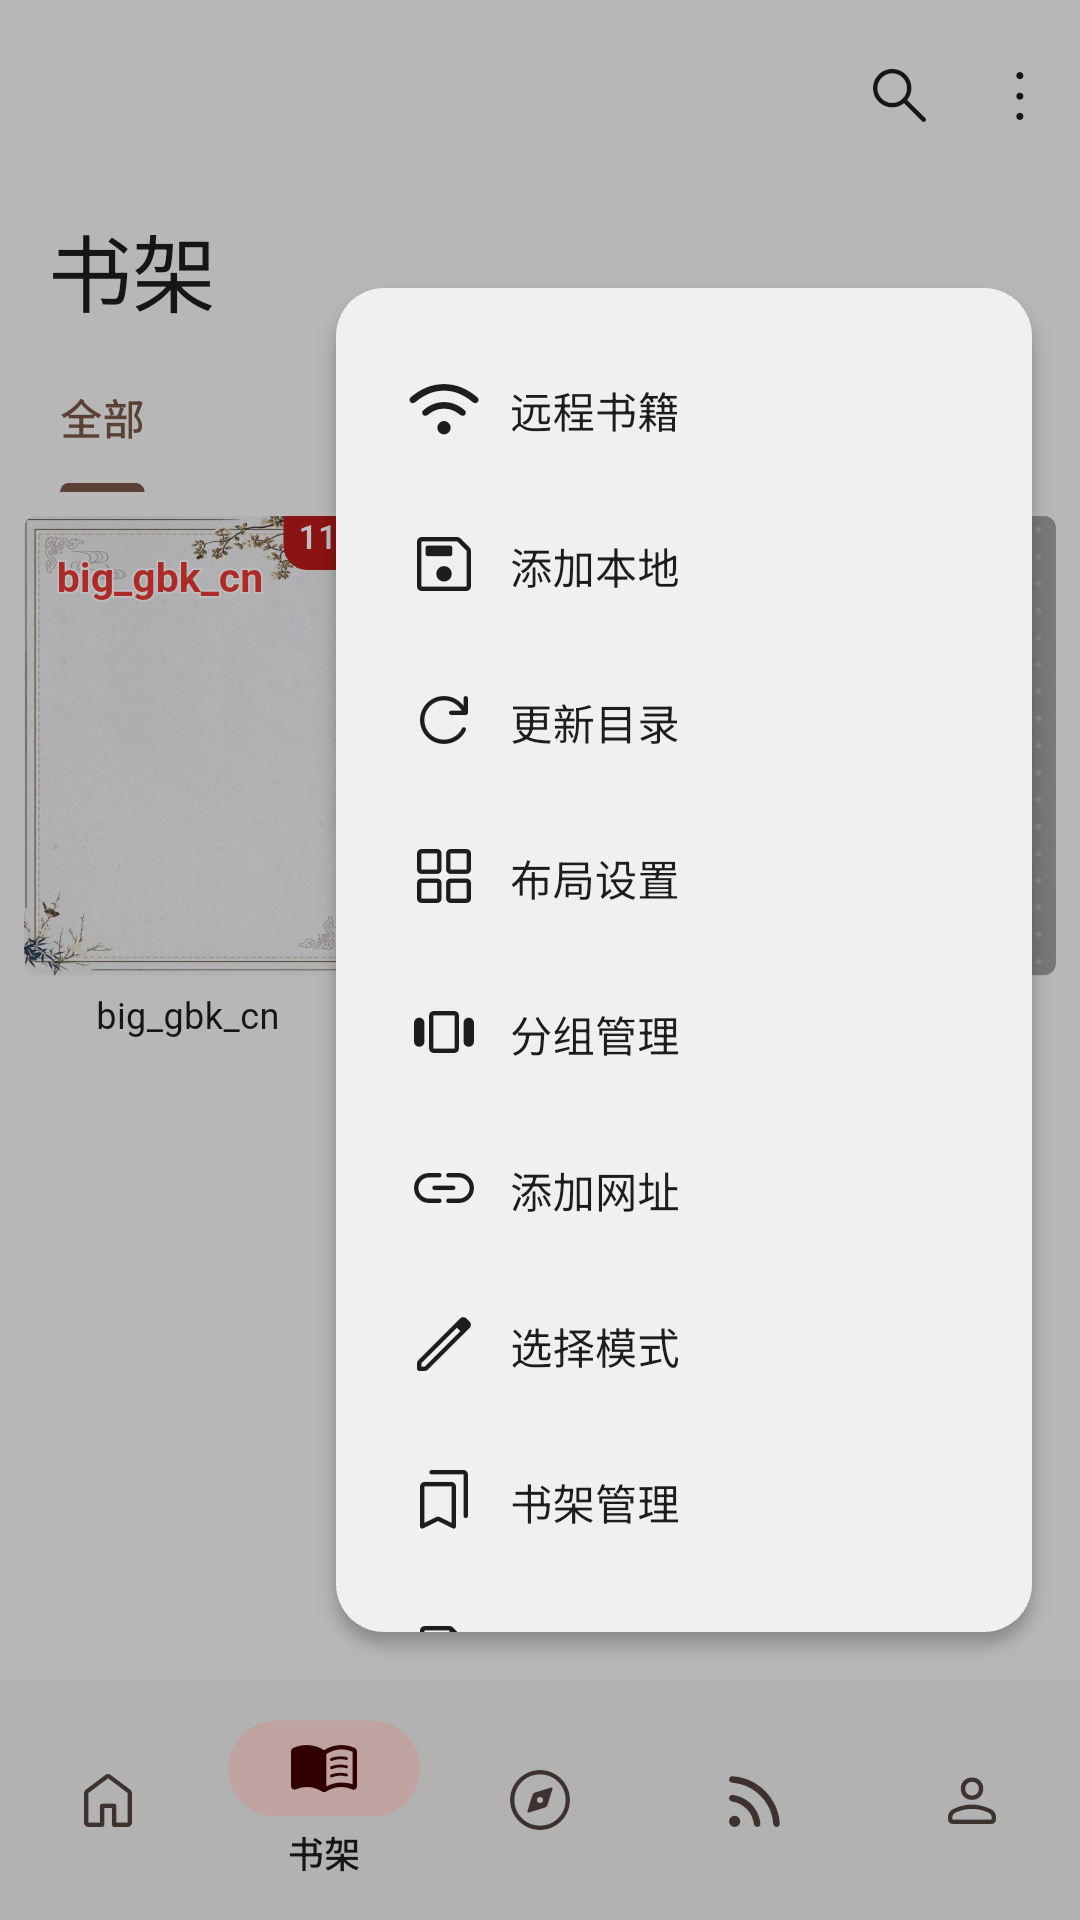 书架
全部
big_gbk_cn
11
big_gbk_cn
远程书籍
添加本地
更新目录
布局设置
分组管理
添加网址
选择模式
书架管理
书架